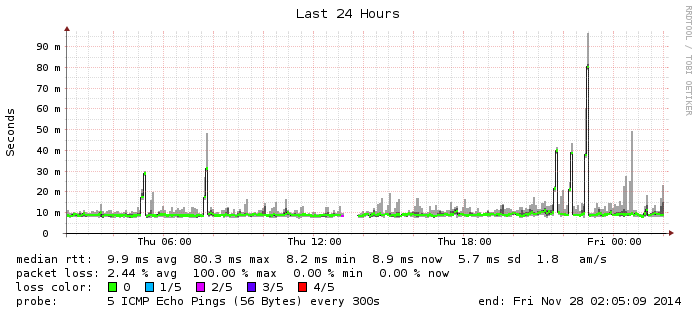 Last 24 Hours
RRDTOOL / TOBI OETIKER
Seconds
90 m
80 m
70 m
60 m
50 m
40 m
30 m
20 m
10 m
0
Thu 06:00 Thu 12:00 Thu 18:00 Fri 00:00
median rtt: 9.9 ms avg 80.3 ms max 8.2 ms min 8.9 ms now 5.7 ms sd 1.8 am/s
packet loss: 2.44 % avg 100.00 % max 0.00 % min 0.00 % now
loss color: 0 1/5 2/5 3/5 4/5
probe: 5 ICMP Echo Pings (56 Bytes) every 300s end: Fri Nov 28 02:05:09 2014